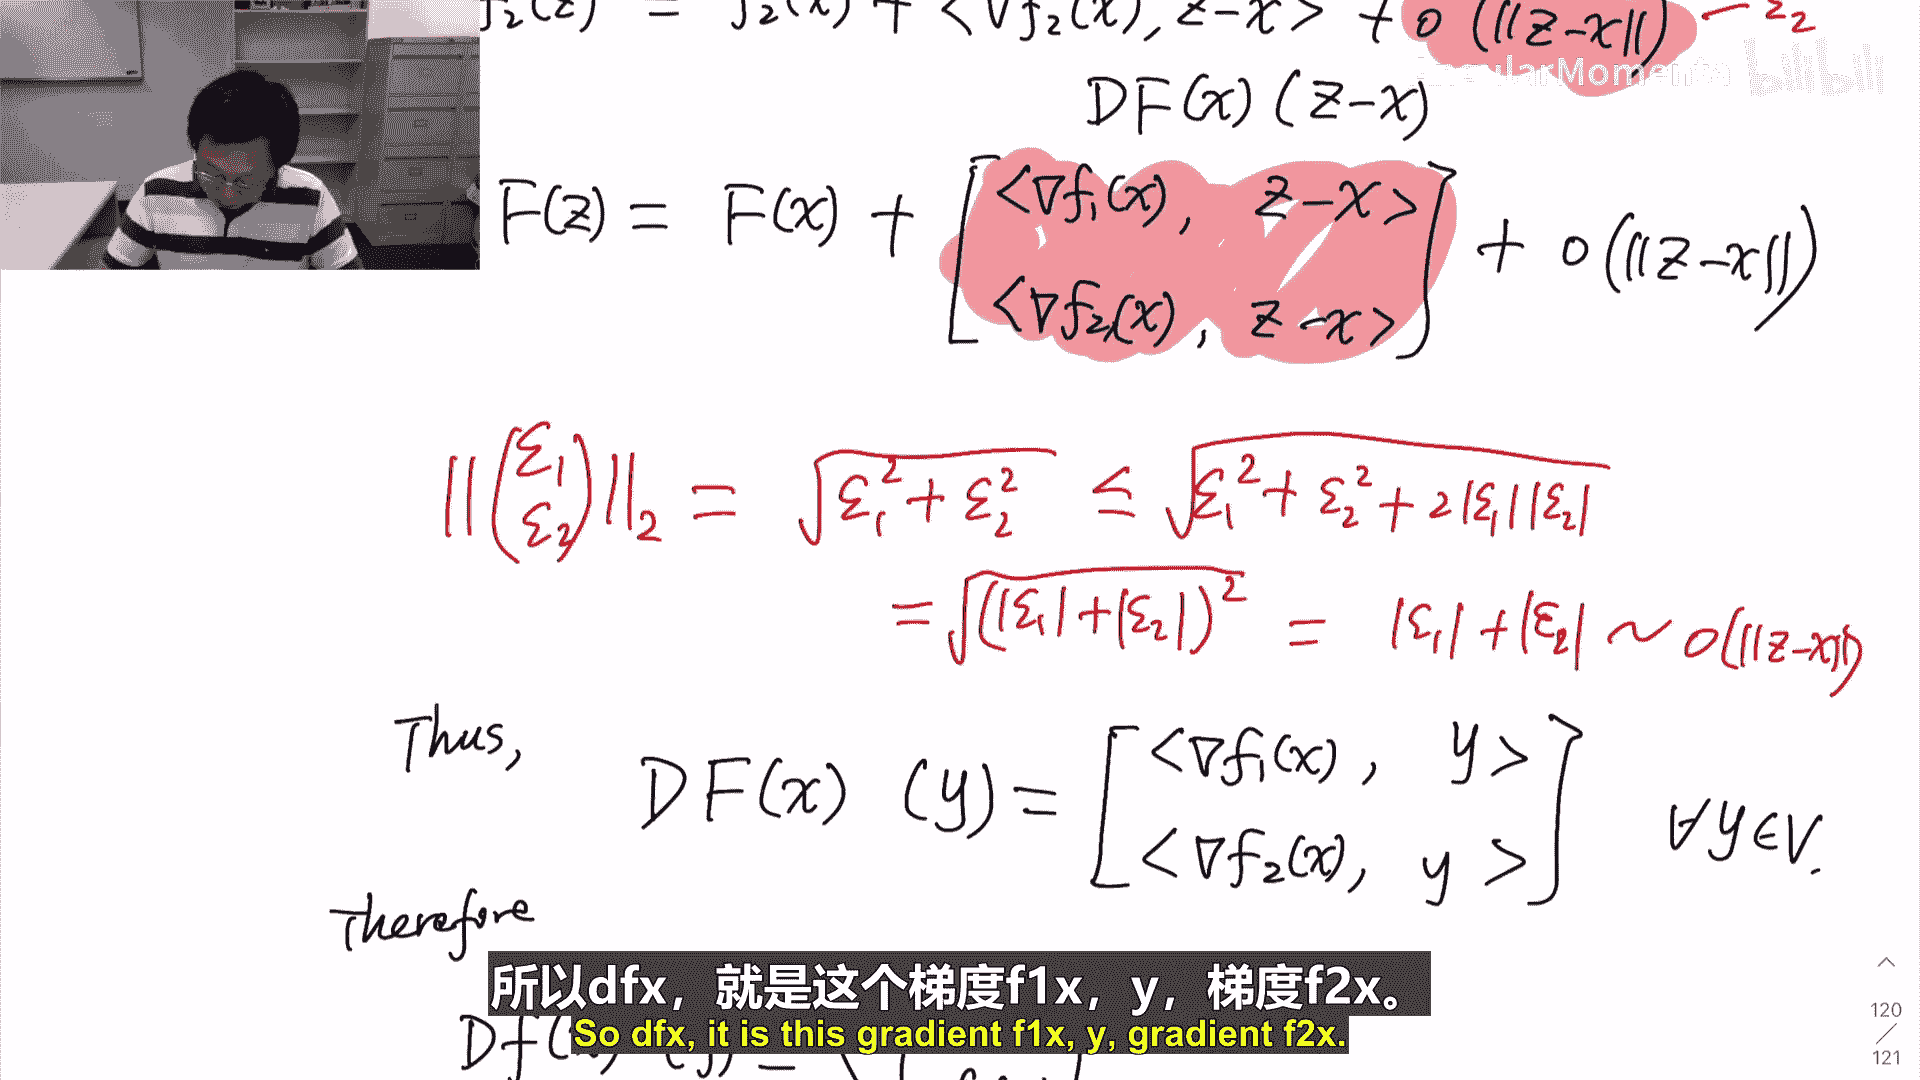 f₂(z) = f₂(x) + <∇f₂(x), z-x> + o(||z-x||) ~ ε₂
AngularMomenta bilibili
DF(x)(z-x)
F(z) = F(x) + [<∇f₁(x), z-x> + o(||z-x||)
<∇f₂(x), z-x>]
||(ε₁ ε₂)||₂ = √ε₁² + ε₂² ≤ √ε₁² + ε₂² + 2|ε₁||ε₂|
= √(|ε₁| + |ε₂|)² = |ε₁| + |ε₂| ~ o(||z-x||)
Thus,
DF(x) (y) = [<∇f₁(x), y>
<∇f₂(x), y>] ∀y∈V.
Therefore
所以dfx，就是这个梯度f1x，y，梯度f2x。
So dfx, it is this gradient f1x, y, gradient f2x.
120
/
121